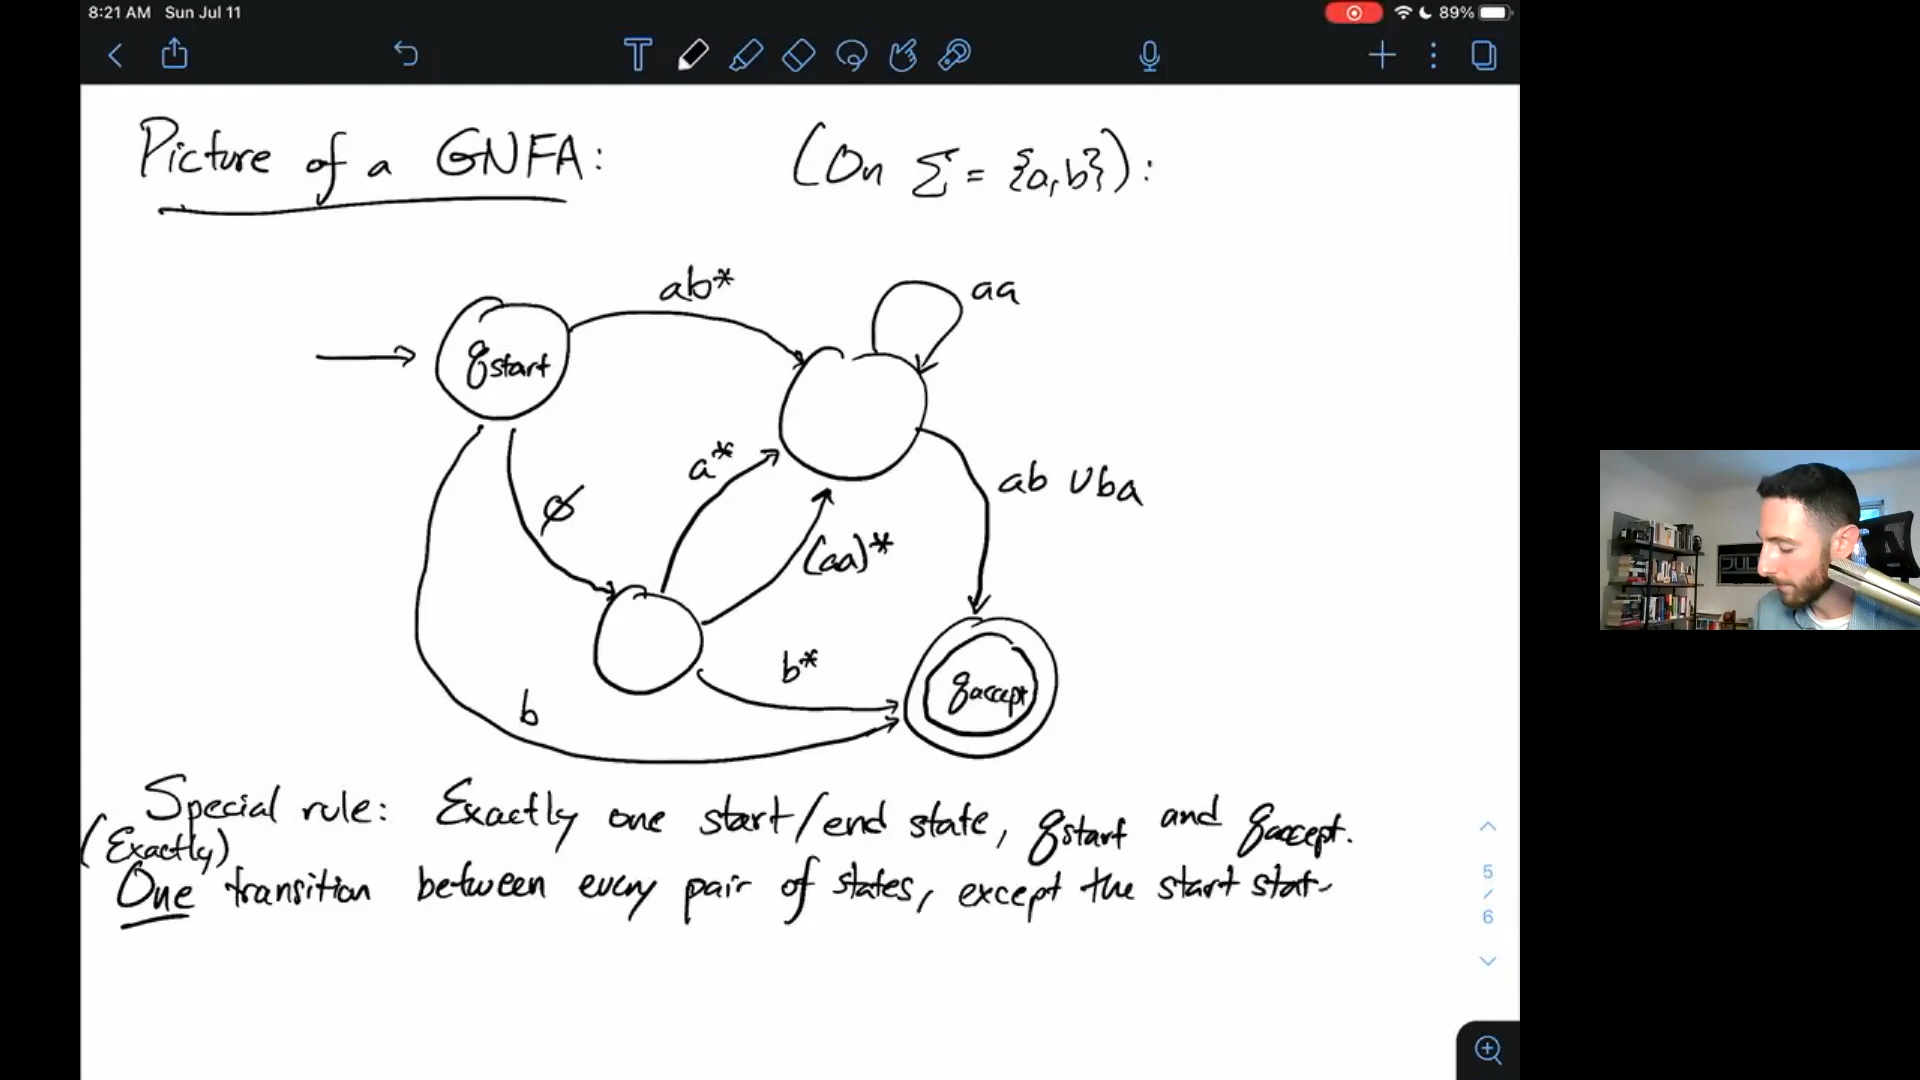 8:21 AM Sun Jul 11
89%
Picture of a GNFA: (On Σ = {a,b}):
ab*
aa
qstart
a*
ab ∪ ba
∅
(aa)*
b*
qaccept
b
Special rule: Exactly one start/end state, qstart and qaccept.
(Exactly)
One transition between every pair of states, except the start stat
5
/
6